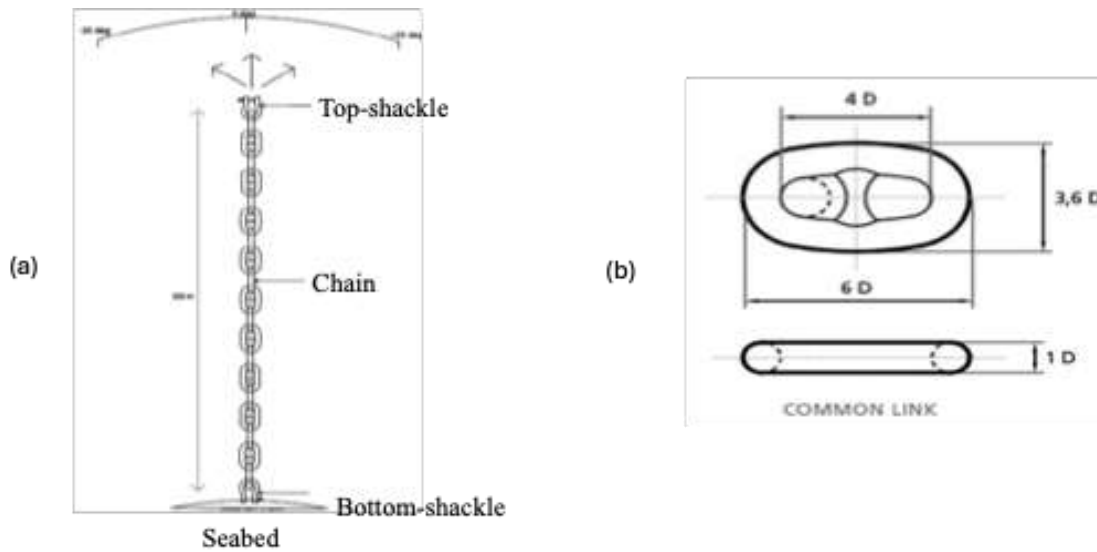 Top-shackle
(a)
Chain
Bottom-shackle
Seabed
(b)
4 D
3,6 D
6 D
1 D
COMMON LINK